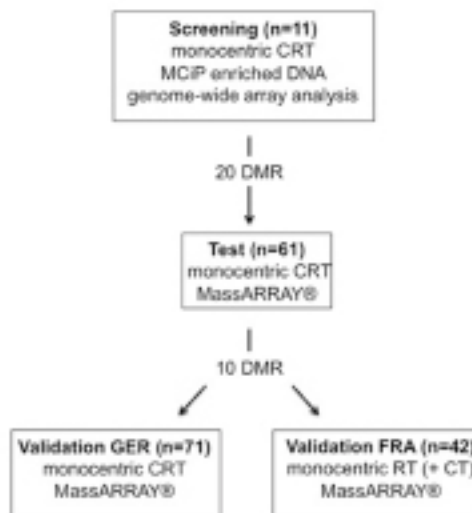 Screening (n=11)
monocentric CRT
MCiP enriched DNA
genome-wide array analysis
20 DMR
Test (n=61)
monocentric CRT
MassARRAY®
10 DMR
Validation GER (n=71)
monocentric CRT
MassARRAY®
Validation FRA (n=42)
monocentric RT (+ CT)
MassARRAY®